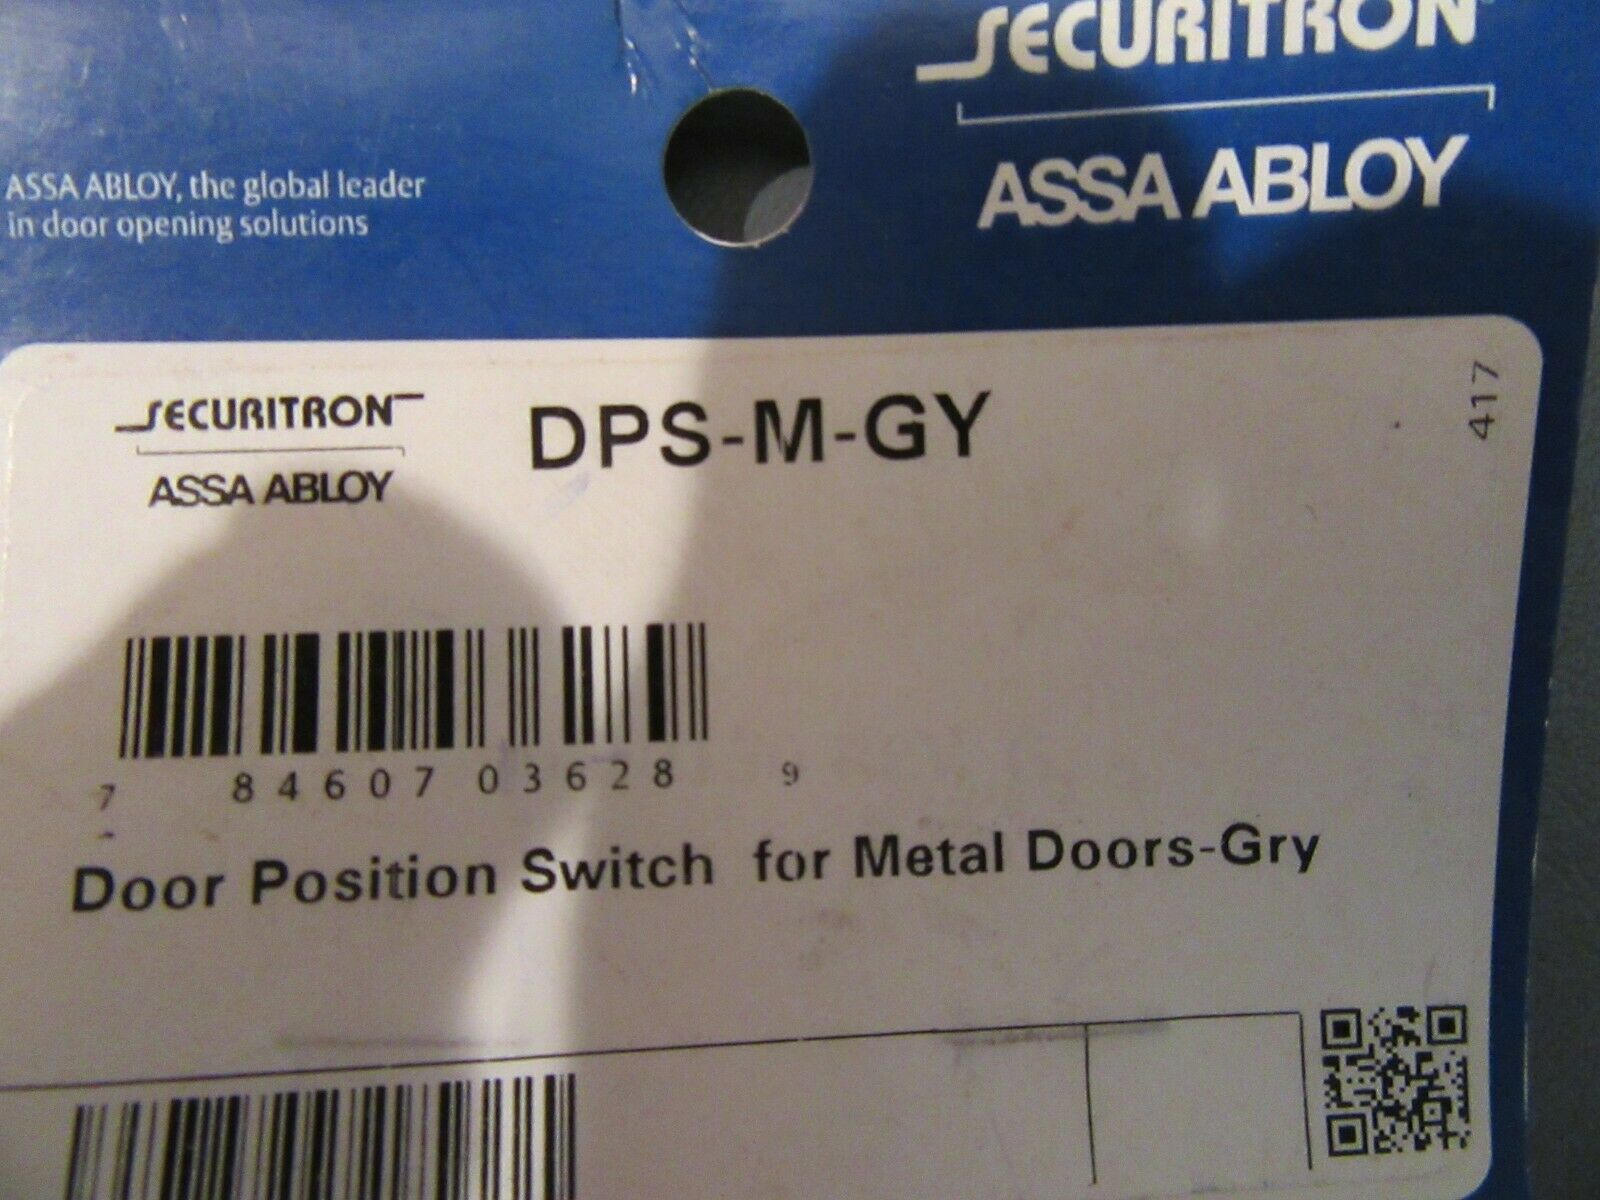 SECURITRON
ASSA ABLOY
ASSA ABLOY, the global leader
in door opening solutions
417
SECURITRON
ASSA ABLOY
DPS-M-GY
7 84607 03628 9
Door Position Switch for Metal Doors-Gry